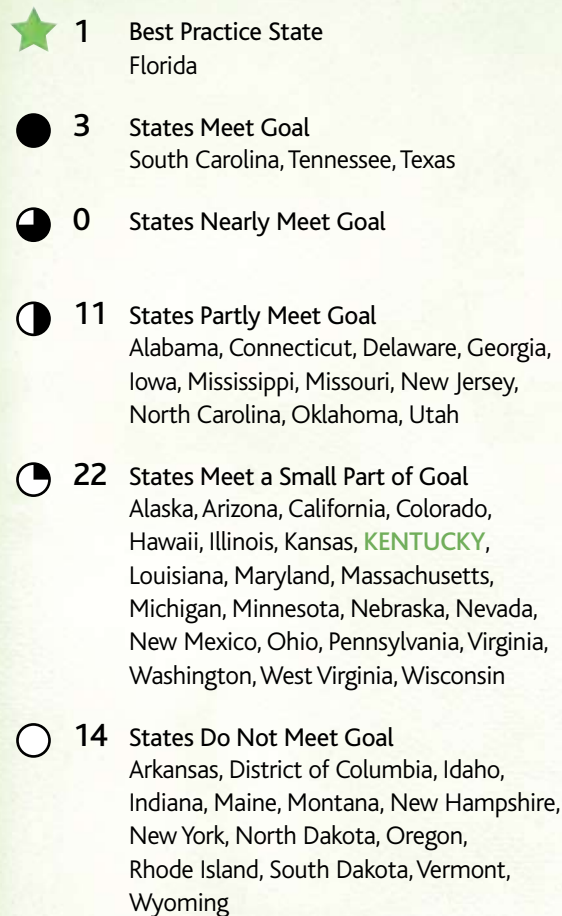 1 Best Practice State
Florida
3 States Meet Goal
South Carolina, Tennessee, Texas
0 States Nearly Meet Goal
11 States Partly Meet Goal
Alabama, Connecticut, Delaware, Georgia,
Iowa, Mississippi, Missouri, New Jersey,
North Carolina, Oklahoma, Utah
22 States Meet a Small Part of Goal
Alaska, Arizona, California, Colorado,
Hawaii, Illinois, Kansas, KENTUCKY,
Louisiana, Maryland, Massachusetts,
Michigan, Minnesota, Nebraska, Nevada,
New Mexico, Ohio, Pennsylvania, Virginia,
Washington, West Virginia, Wisconsin
14 States Do Not Meet Goal
Arkansas, District of Columbia, Idaho,
Indiana, Maine, Montana, New Hampshire,
New York, North Dakota, Oregon,
Rhode Island, South Dakota, Vermont,
Wyoming